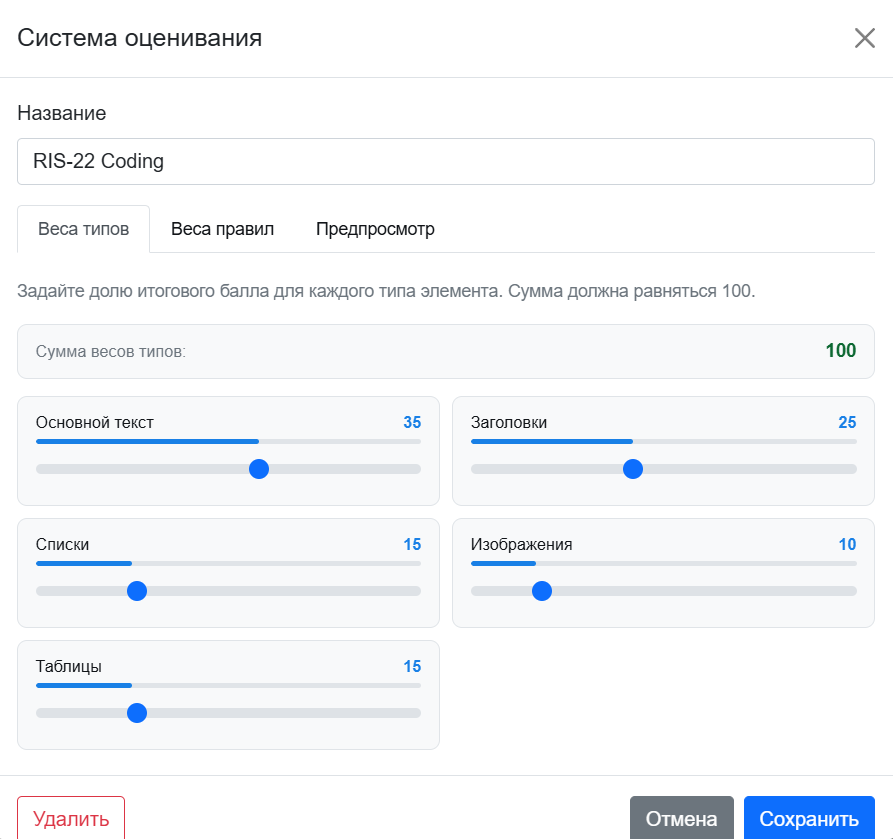 Система оценивания
Название
RIS-22 Coding
Веса типов Веса правил Предпросмотр
Задайте долю итогового балла для каждого типа элемента. Сумма должна равняться 100.
Сумма весов типов: 100
Основной текст 35
Заголовки 25
Списки 15
Изображения 10
Таблицы 15
Удалить Отмена Сохранить